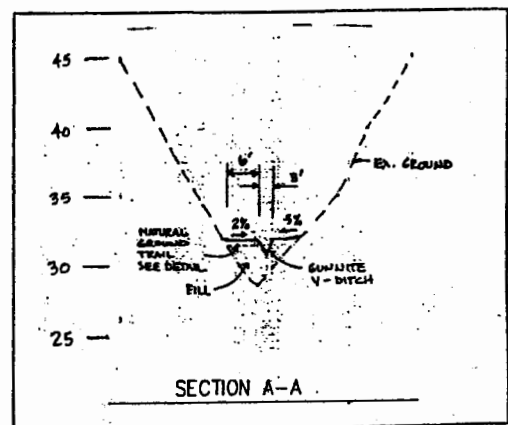 45
40
6'
3'
EX. GROUND
35
2%
5%
NATURAL
GROUND
TRAIL
SEE DETAIL
GUNNITE
V-DITCH
30
FILL
25
SECTION A-A